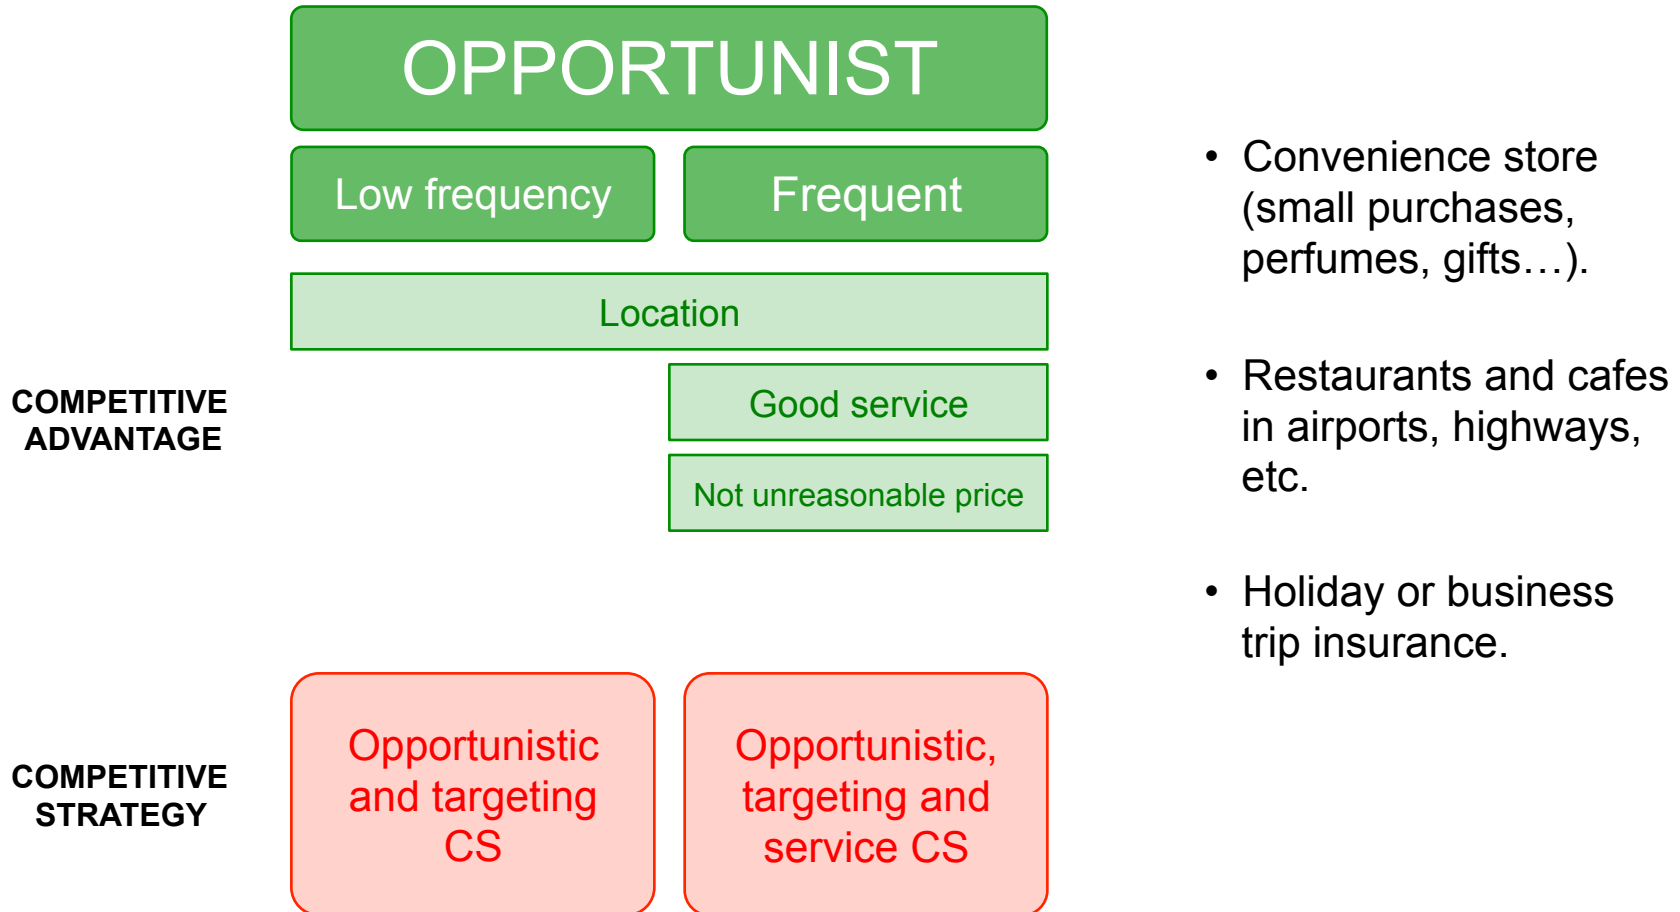 OPPORTUNIST
Low frequency
Frequent
Location
COMPETITIVE
ADVANTAGE
Good service
Not unreasonable price
COMPETITIVE
STRATEGY
Opportunistic
and targeting
CS
Opportunistic,
targeting and
service CS
• Convenience store
(small purchases,
perfumes, gifts…).
• Restaurants and cafes
in airports, highways,
etc.
• Holiday or business
trip insurance.